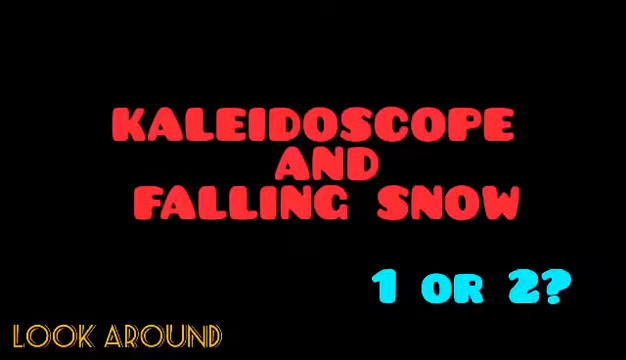 KALEIDOSCOPE
AND
FALLING SNOW
1 OR 2?
LOOK AROUND